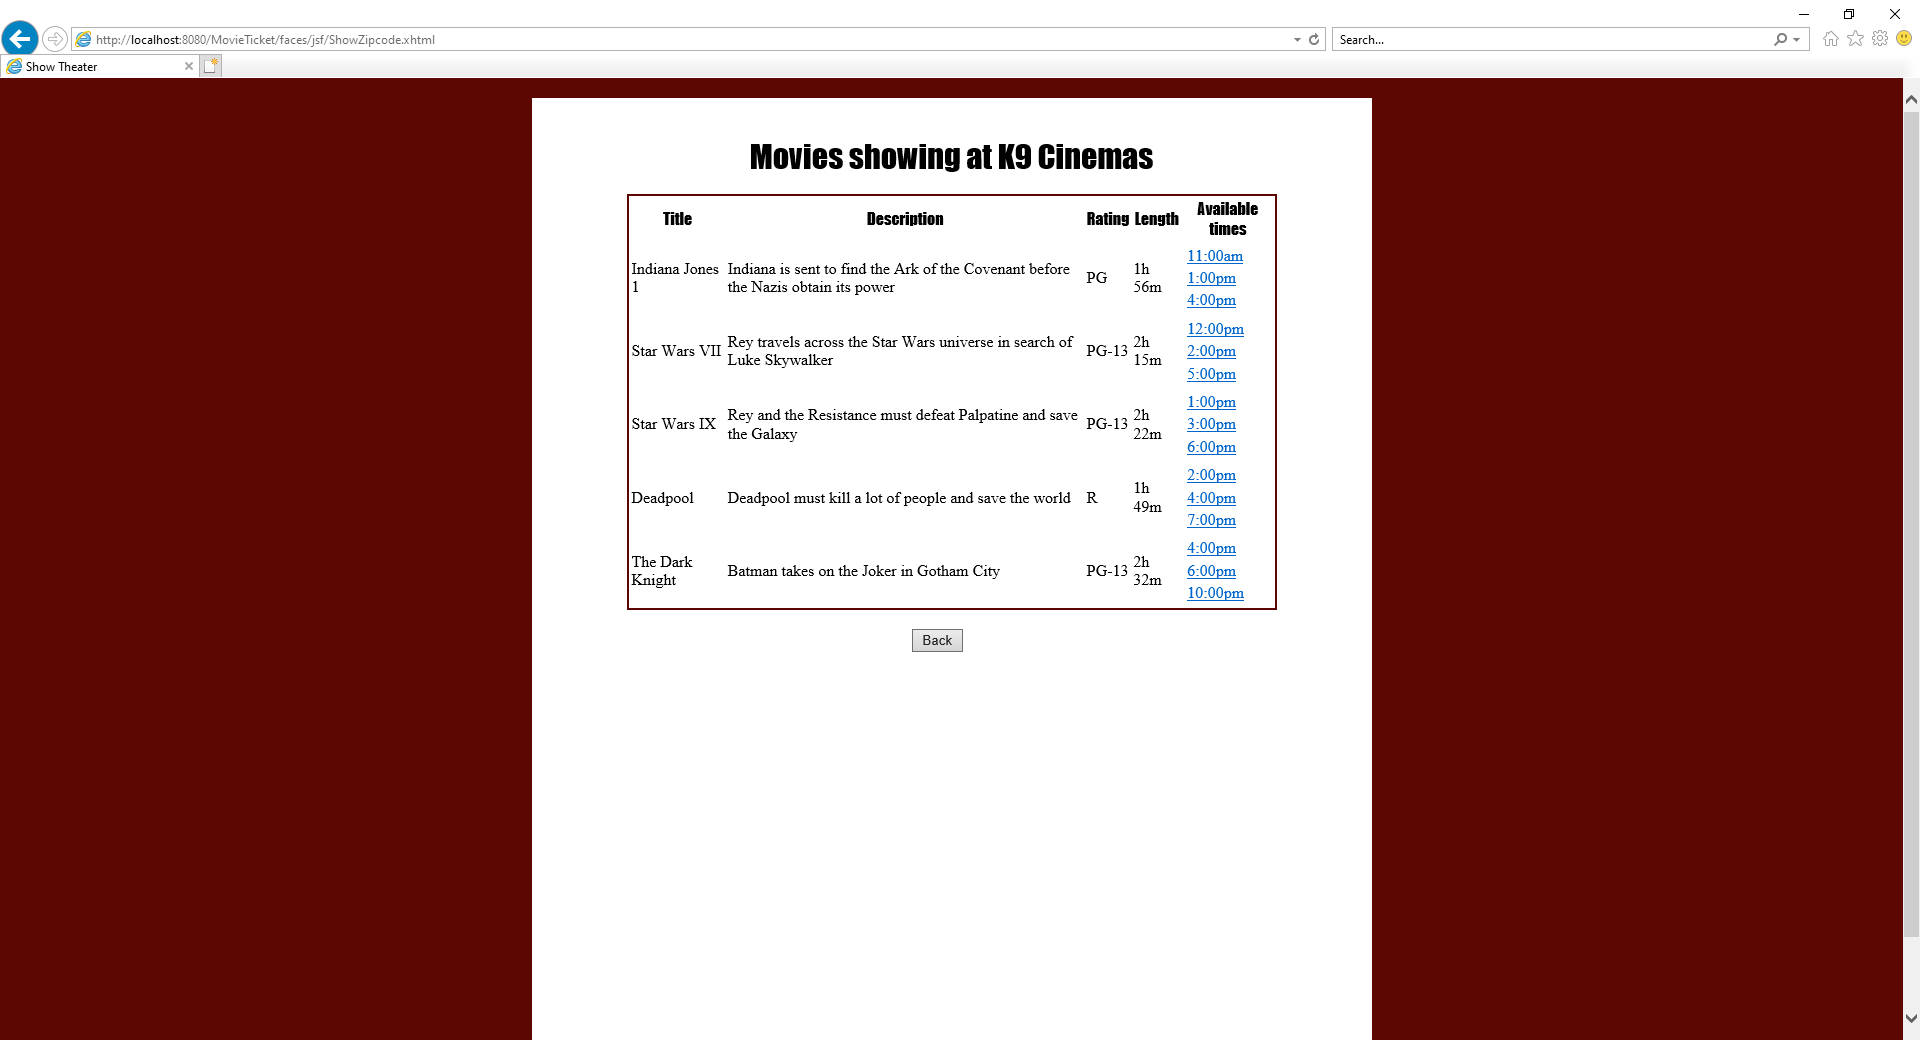 http://localhost:8080/MovieTicket/faces/jsf/ShowZipcode.xhtml
Search...
Show Theater
Movies showing at K9 Cinemas
Title Description Rating Length Available times
Indiana Jones 1
Indiana is sent to find the Ark of the Covenant before
the Nazis obtain its power
PG
1h
56m
11:00am
1:00pm
4:00pm
Star Wars VII
Rey travels across the Star Wars universe in search of
Luke Skywalker
PG-13
2h
15m
12:00pm
2:00pm
5:00pm
Star Wars IX
Rey and the Resistance must defeat Palpatine and save
the Galaxy
PG-13
2h
22m
1:00pm
3:00pm
6:00pm
Deadpool
Deadpool must kill a lot of people and save the world
R
1h
49m
2:00pm
4:00pm
7:00pm
The Dark
Knight
Batman takes on the Joker in Gotham City
PG-13
2h
32m
4:00pm
6:00pm
10:00pm
Back